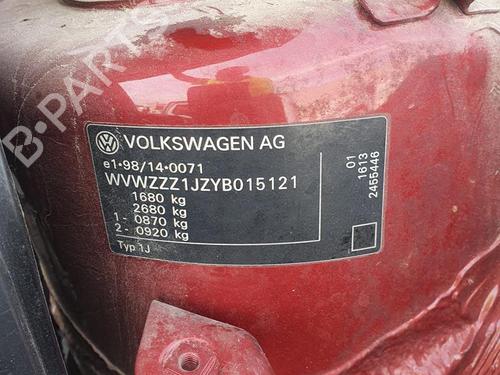 B-PARTS
VOLKSWAGEN AG
e1•98/14•0071
WVWZZZ1JZYB015121
1680 kg
2680 kg
1 - 0870 kg
2 - 0920 kg
Typ 1J
01
1613
2455446